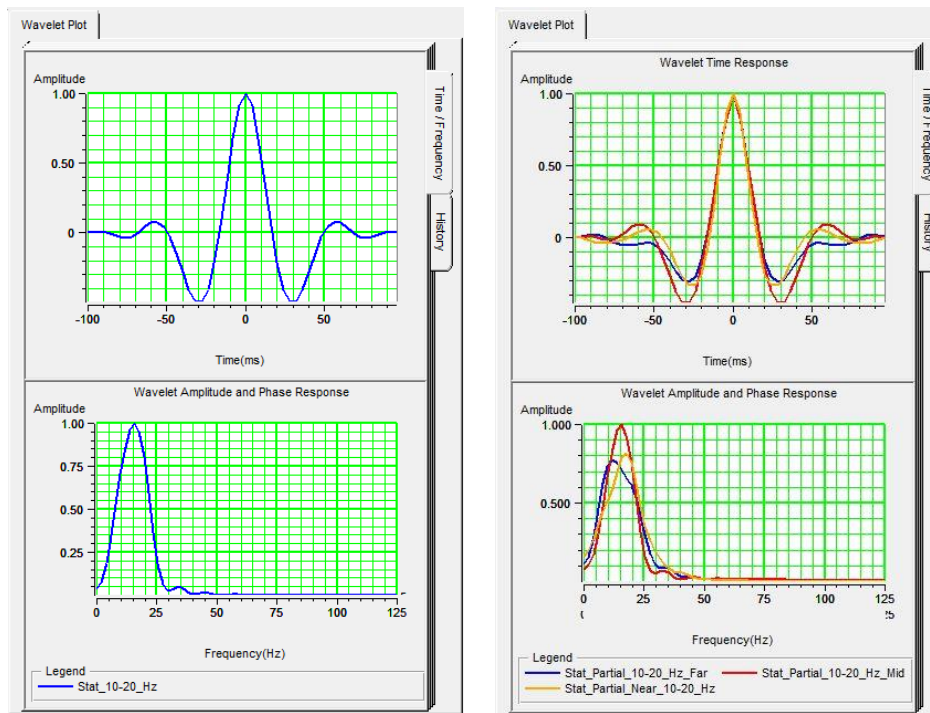 Wavelet Plot
Amplitude
1.00
0.50
0
-100
-50
0
50
Time(ms)
Time / Frequency
History
Wavelet Amplitude and Phase Response
Amplitude
1.00
0.75
0.50
0.25
0
25
50
75
100
125
Frequency(Hz)
Legend
Stat_10-20_Hz
Wavelet Plot
Wavelet Time Response
Amplitude
1.00
0.50
0
-100
-50
0
50
Time(ms)
Time / Frequency
History
Wavelet Amplitude and Phase Response
Amplitude
1.000
0.500
0
25
50
75
100
125
Frequency(Hz)
Legend
Stat_Partial_10-20_Hz_Far
Stat_Partial_10-20_Hz_Mid
Stat_Partial_Near_10-20_Hz